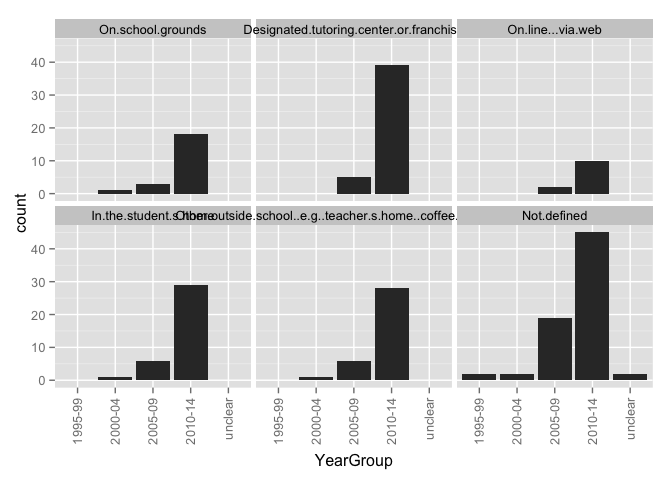 On.school.grounds
Designated.tutoring.center.or.franchis
On.line...via.web
40
30
20
10
0
count
In.the.student.s.home
Other.outside.school..e.g..teacher.s.home..coffee.
Not.defined
40
30
20
10
0
1995-99
2000-04
2005-09
2010-14
unclear
1995-99
2000-04
2005-09
2010-14
unclear
1995-99
2000-04
2005-09
2010-14
unclear
YearGroup